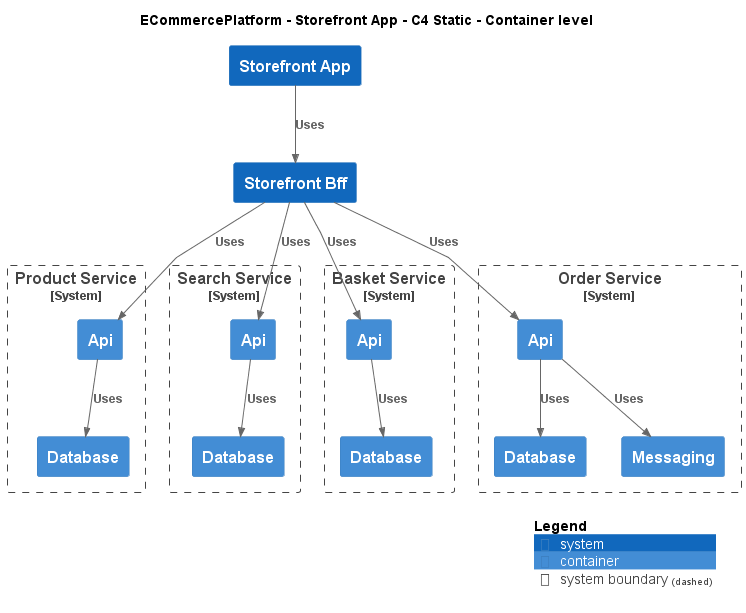 ECommercePlatform - Storefront App - C4 Static - Container level
Storefront App
Uses
Storefront Bff
Uses
Uses
Uses
Uses
Product Service
[System]
Search Service
[System]
Basket Service
[System]
Order Service
[System]
Api
Api
Api
Api
Uses
Uses
Uses
Uses
Uses
Database
Database
Database
Database
Messaging
Legend
system
container
system boundary (dashed)